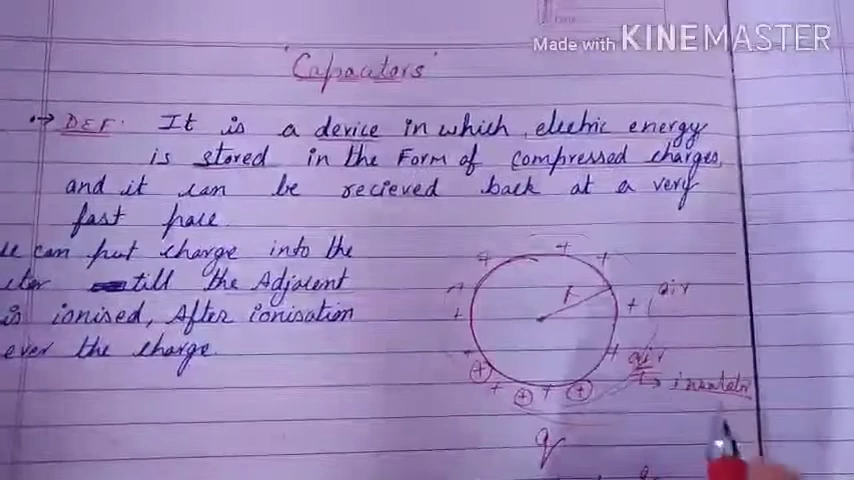 Made with KINEMASTER
'Capacitors'
DEF. It is a device in which, electric energy
is stored in the Form of compressed charges,
and it can be recieved back at a very
fast pace
can put charge into the
till the Adjacent
is ionised, After ionisation
ever the charge.
r
air
air
insulator
q